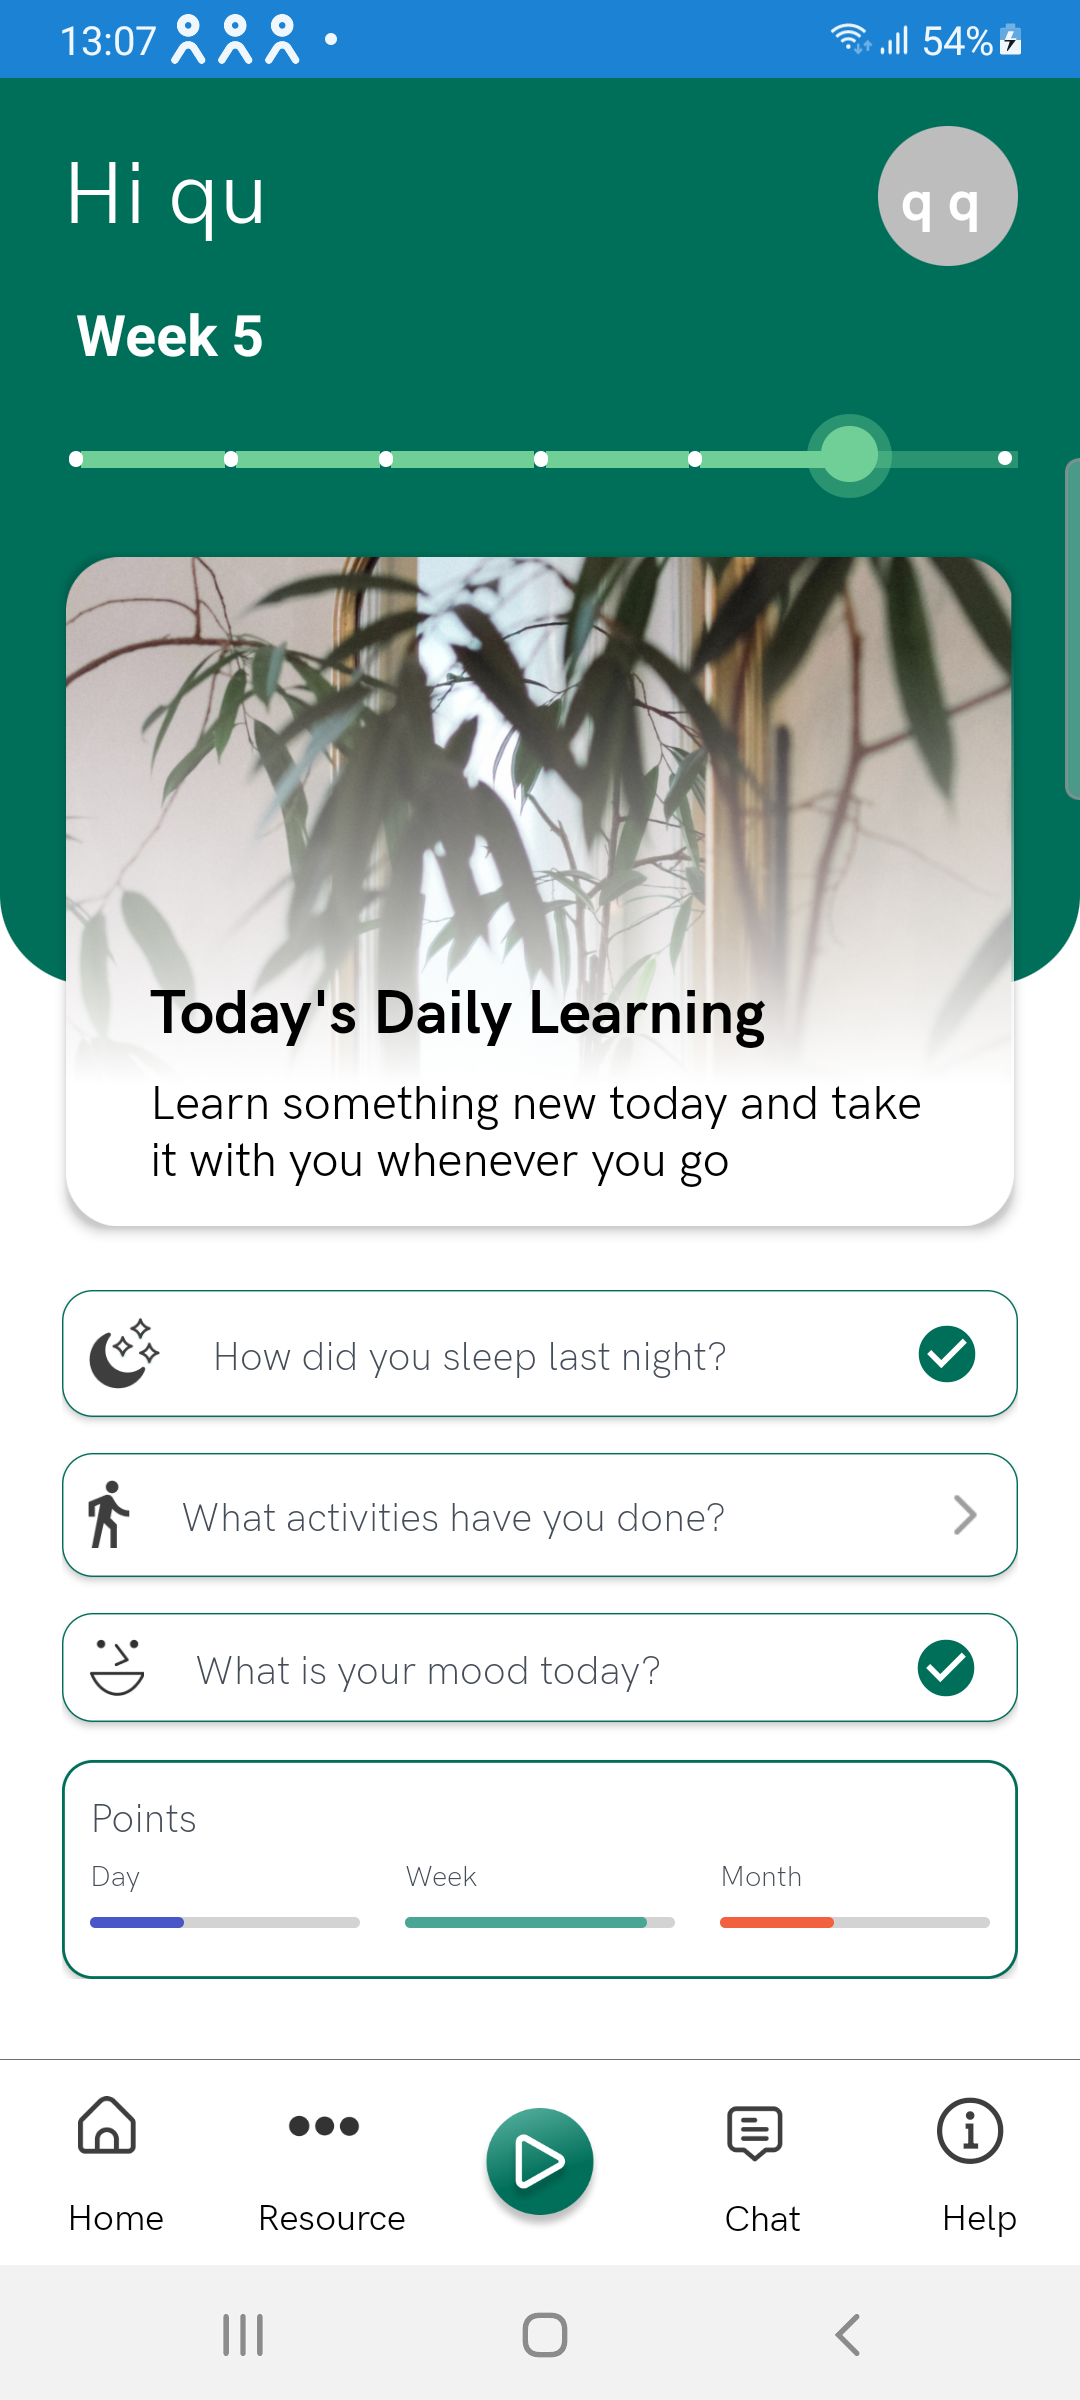 13:07
54%
Hi qu
q q
Week 5
Today's Daily Learning
Learn something new today and take
it with you whenever you go
How did you sleep last night?
What activities have you done?
What is your mood today?
Points
Day Week Month
Home Resource Chat Help